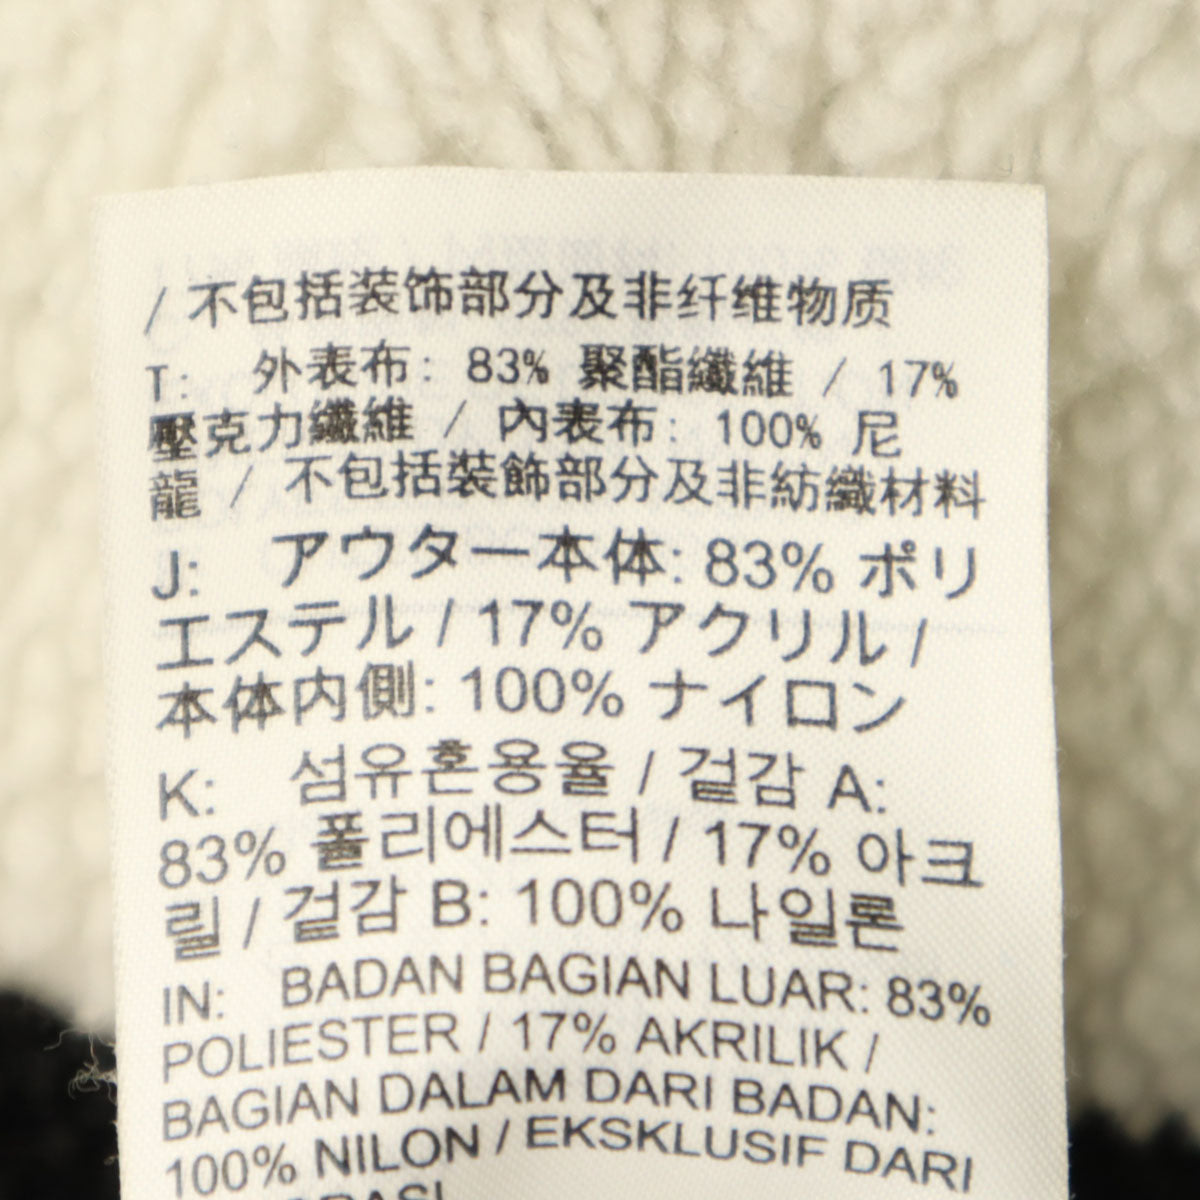 / 不包括装饰部分及非纤维物质
T: 外表布: 83% 聚酯纖維 / 17%
壓克力纖維 / 內表布: 100% 尼
龍 / 不包括裝飾部分及非紡織材料
J: アウター本体: 83% ポリ
エステル / 17% アクリル /
本体内側: 100% ナイロン
K: 섬유혼용율 / 겉감 A:
83% 폴리에스터 / 17% 아크
릴 / 겉감 B: 100% 나일론
IN: BADAN BAGIAN LUAR: 83%
POLIESTER / 17% AKRILIK /
BAGIAN DALAM DARI BADAN:
100% NILON / EKSKLUSIF DARI